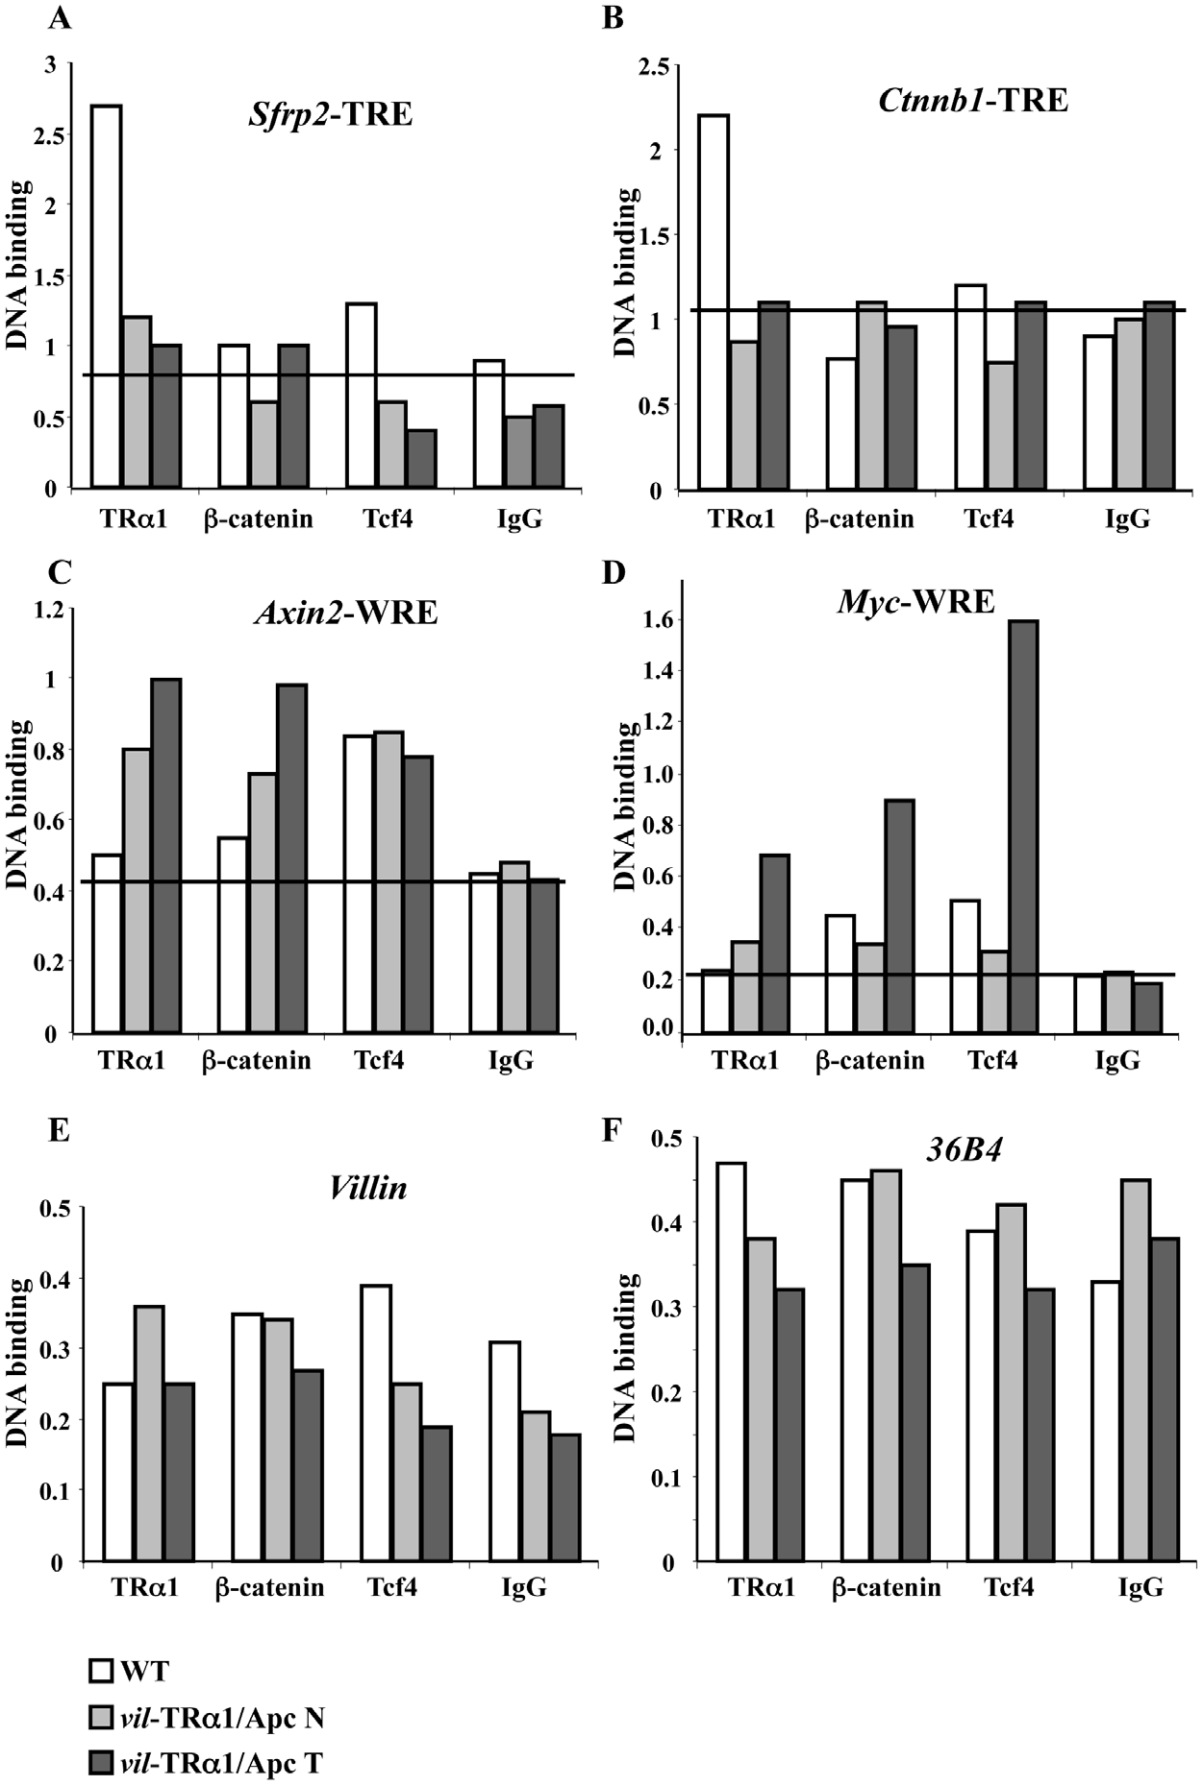 A
Sfrp2-TRE
DNA binding
3
2.5
2
1.5
1
0.5
0
TRα1 β-catenin Tcf4 IgG
B
Ctnnb1-TRE
DNA binding
2.5
2
1.5
1
0.5
0
TRα1 β-catenin Tcf4 IgG
C
Axin2-WRE
DNA binding
1.2
1
0.8
0.6
0.4
0.2
0
TRα1 β-catenin Tcf4 IgG
D
Myc-WRE
DNA binding
1.6
1.4
1.2
1.0
0.8
0.6
0.4
0.2
0.0
TRα1 β-catenin Tcf4 IgG
E
Villin
DNA binding
0.5
0.4
0.3
0.2
0.1
0
TRα1 β-catenin Tcf4 IgG
F
36B4
DNA binding
0.5
0.4
0.3
0.2
0.1
0
TRα1 β-catenin Tcf4 IgG
WT
vil-TRα1/Apc N
vil-TRα1/Apc T